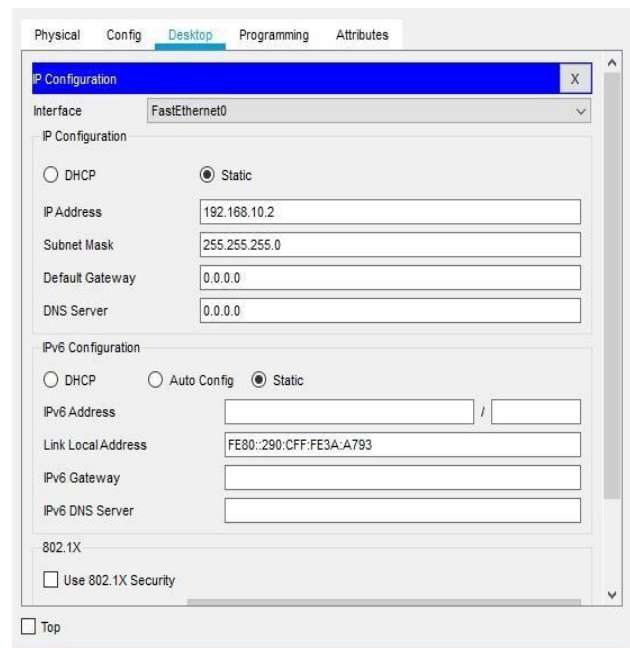 Physical Config Desktop Programming Attributes
IP Configuration X
Interface FastEthernet0
IP Configuration
DHCP Static
IP Address 192.168.10.2
Subnet Mask 255.255.255.0
Default Gateway 0.0.0.0
DNS Server 0.0.0.0
IPv6 Configuration
DHCP Auto Config Static
IPv6 Address /
Link Local Address FE80::290:CFF:FE3A:A793
IPv6 Gateway
IPv6 DNS Server
802.1X
Use 802.1X Security
Top